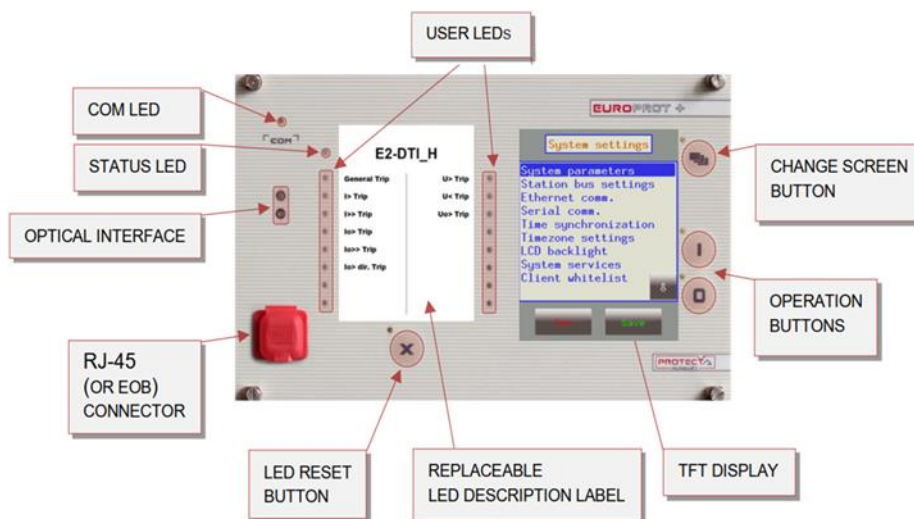 USER LEDs
COM LED
STATUS LED
OPTICAL INTERFACE
RJ-45
(OR EOB)
CONNECTOR
LED RESET
BUTTON
REPLACEABLE
LED DESCRIPTION LABEL
TFT DISPLAY
OPERATION
BUTTONS
CHANGE SCREEN
BUTTON
COM
EUROPROT +
E2-DTI_H
General Trip
I> Trip
I>> Trip
Io> Trip
Io>> Trip
Io> dir. Trip
U> Trip
U< Trip
Uo> Trip
System settings
System parameters
Station bus settings
Ethernet comm.
Serial comm.
Time synchronization
Timezone settings
LCD backlight
System services
Client whitelist
Save
I
O
X
PROTECTA